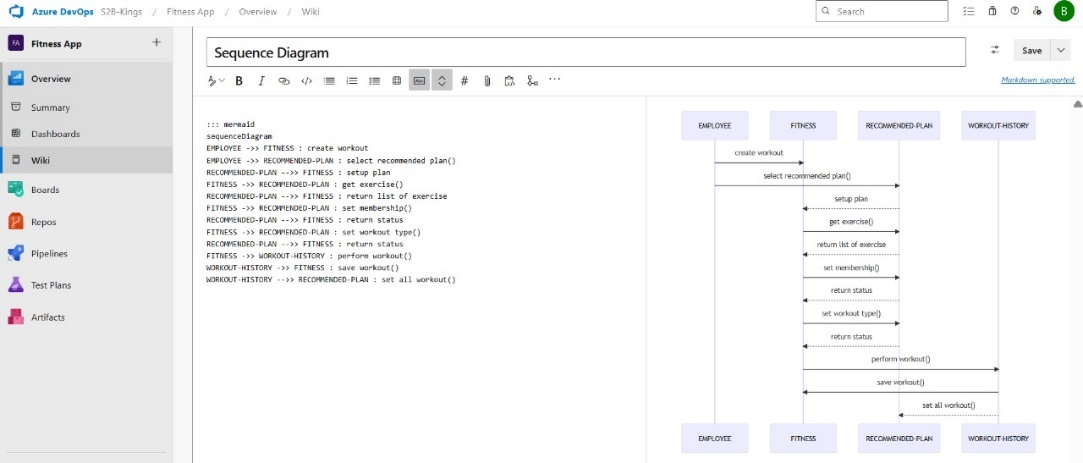 Azure DevOps S2B-Kings / Fitness App / Overview / Wiki
Search
B
FA Fitness App +
Overview
Summary
Dashboards
Wiki
Boards
Repos
Pipelines
Test Plans
Artifacts
Sequence Diagram
Save
B I </> # ...
Markdown supported.
::: mermaid
sequenceDiagram
EMPLOYEE ->> FITNESS : create workout
EMPLOYEE ->> RECOMMENDED-PLAN : select recommended plan()
RECOMMENDED-PLAN -->> FITNESS : setup plan
FITNESS ->> RECOMMENDED-PLAN : get exercise()
RECOMMENDED-PLAN -->> FITNESS : return list of exercise
FITNESS ->> RECOMMENDED-PLAN : set membership()
RECOMMENDED-PLAN -->> FITNESS : return status
FITNESS ->> RECOMMENDED-PLAN : set workout type()
RECOMMENDED-PLAN -->> FITNESS : return status
FITNESS ->> WORKOUT-HISTORY : perform workout()
WORKOUT-HISTORY ->> FITNESS : save workout()
WORKOUT-HISTORY -->> RECOMMENDED-PLAN : set all workout()
EMPLOYEE FITNESS RECOMMENDED-PLAN WORKOUT-HISTORY
create workout
select recommended plan()
setup plan
get exercise()
return list of exercise
set membership()
return status
set workout type()
return status
perform workout()
save workout()
set all workout()
EMPLOYEE FITNESS RECOMMENDED-PLAN WORKOUT-HISTORY